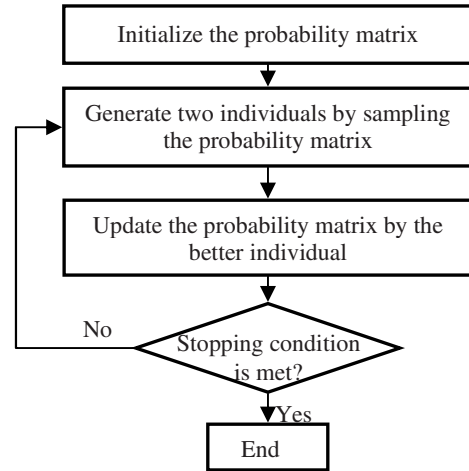 Initialize the probability matrix
Generate two individuals by sampling
the probability matrix
Update the probability matrix by the
better individual
No
Stopping condition
is met?
Yes
End